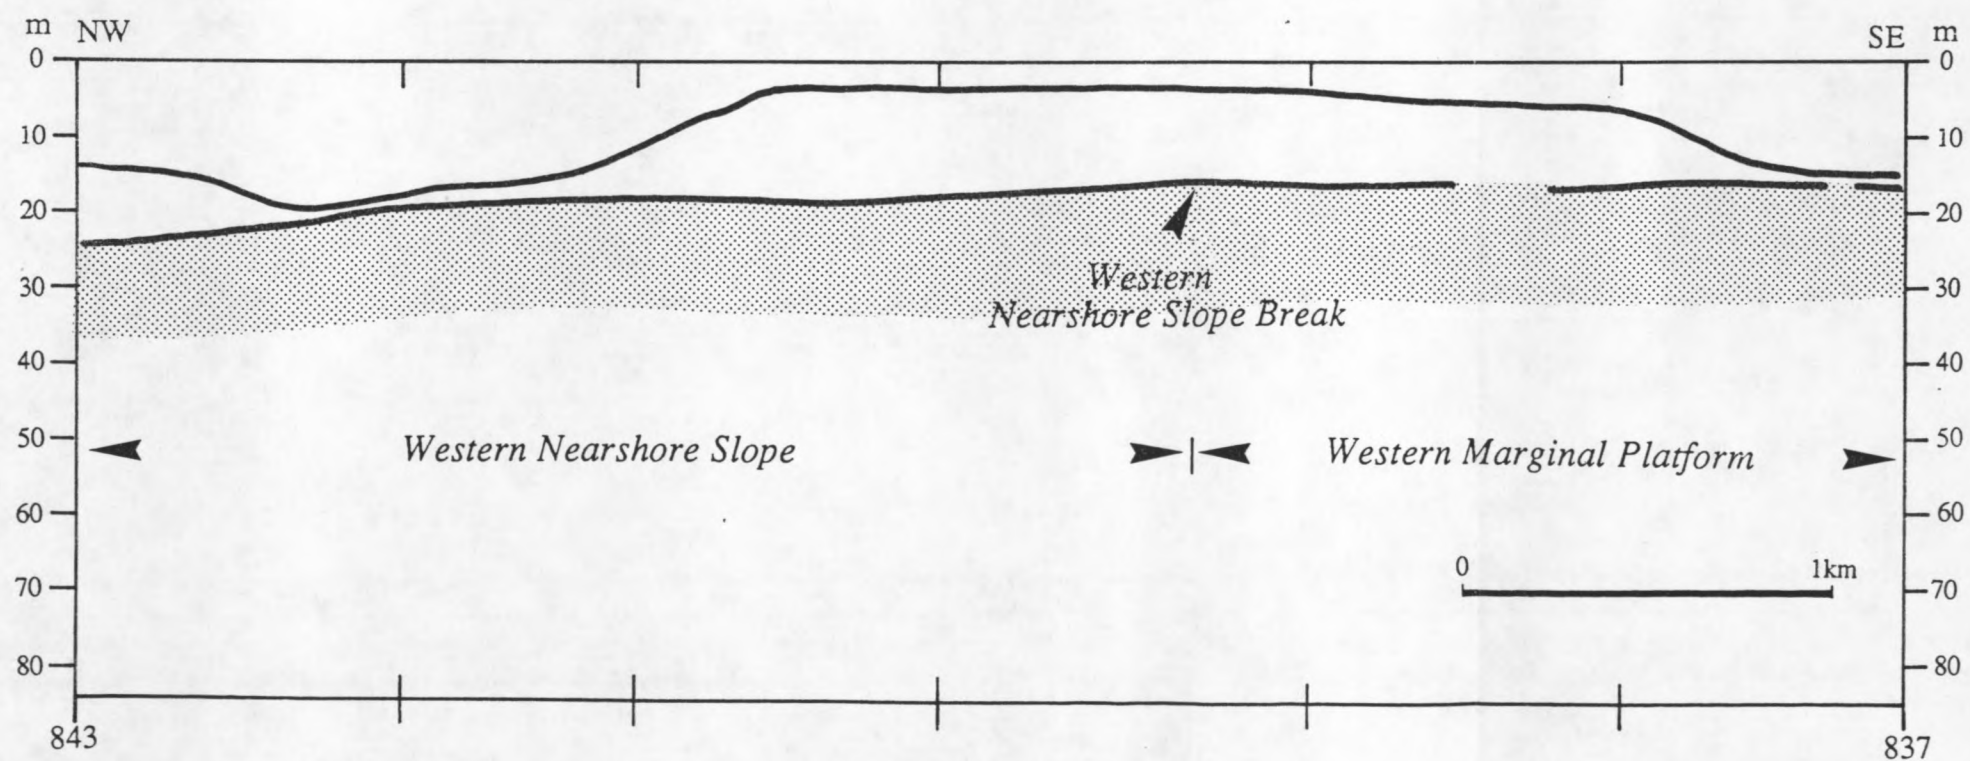 m NW SE m
0 0
10 10
20 20
Western
30 30
Nearshore Slope Break
40 40
50 Western Nearshore Slope Western Marginal Platform 50
60 60
0 1km
70 70
80 80
843 837